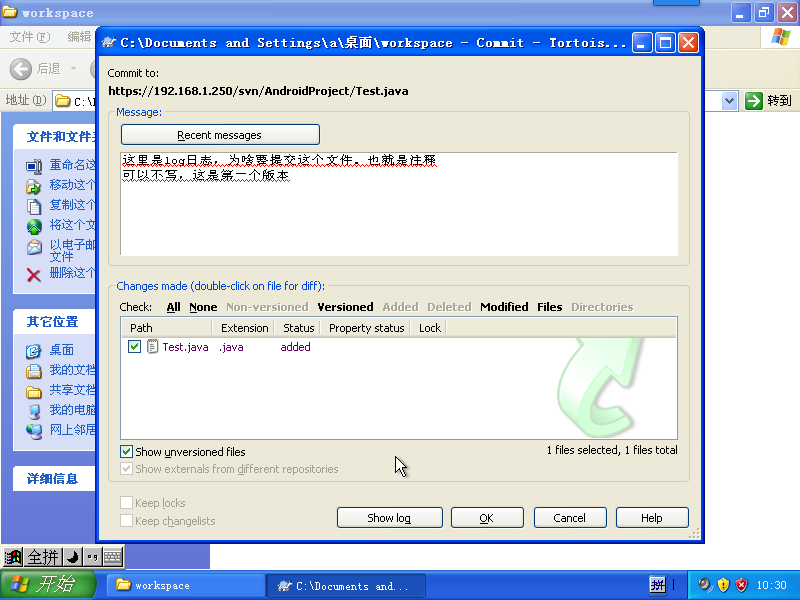 workspace
文件(F) 编辑
后退
地址(D) C:\ 转到
文件和文件夹
重命名这
移动这个
复制这个
将这个文
以电子邮
文件
删除这个
其它位置
桌面
我的文档
共享文档
我的电脑
网上邻居
详细信息
C:\Documents and Settings\a\桌面\workspace - Commit - Tortois...
Commit to:
https://192.168.1.250/svn/AndroidProject/Test.java
Message:
Recent messages
这里是log日志，为啥要提交这个文件。也就是注释
可以不写，这是第一个版本
Changes made (double-click on file for diff):
Check: All None Non-versioned Versioned Added Deleted Modified Files Directories
Path Extension Status Property status Lock
Test.java .java added
Show unversioned files 1 files selected, 1 files total
Show externals from different repositories
Keep locks
Keep changelists
Show log OK Cancel Help
全拼
开始 workspace C:\Documents and... 拼 10:30